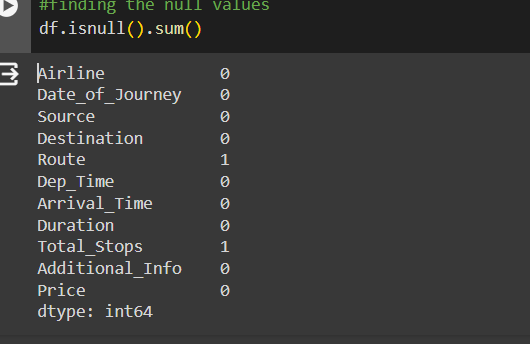 #finding the null values
df.isnull().sum()
Airline 0
Date_of_Journey 0
Source 0
Destination 0
Route 1
Dep_Time 0
Arrival_Time 0
Duration 0
Total_Stops 1
Additional_Info 0
Price 0
dtype: int64